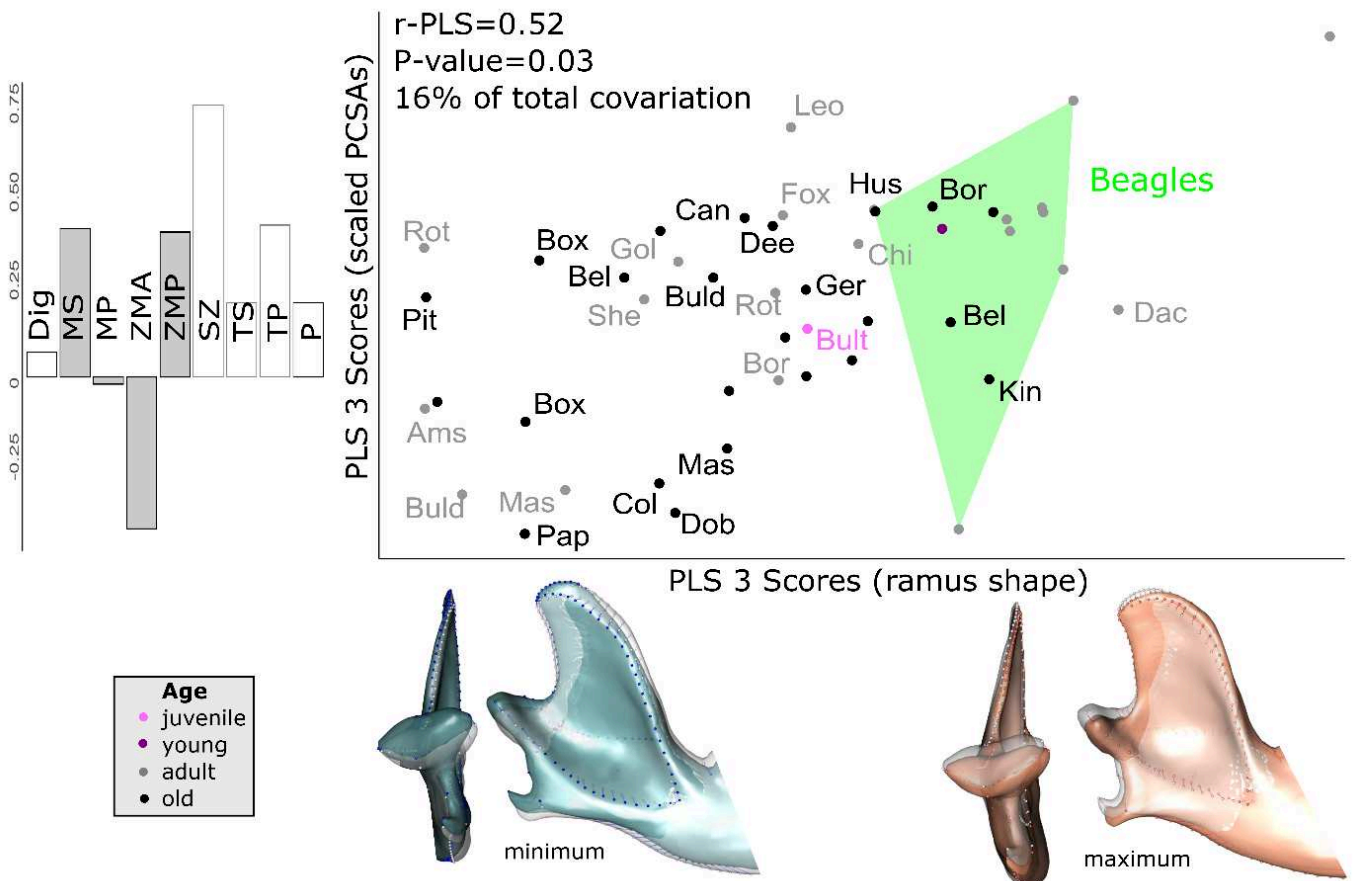 r-PLS=0.52
P-value=0.03
16% of total covariation
PLS 3 Scores (scaled PCSAs)
0.75
0.50
0.25
0
-0.25
Dig
MS
MP
ZMA
ZMP
SZ
TS
TP
P
Leo
Beagles
Hus
Bor
Fox
Can
Dee
Rot
Box
Gol
Chi
Bel
Buld
Ger
She
Rot
Pit
Bel
Dac
Bult
Bor
Kin
Box
Ams
Mas
Buld
Mas
Col
Dob
Pap
PLS 3 Scores (ramus shape)
Age
juvenile
young
adult
old
minimum
maximum